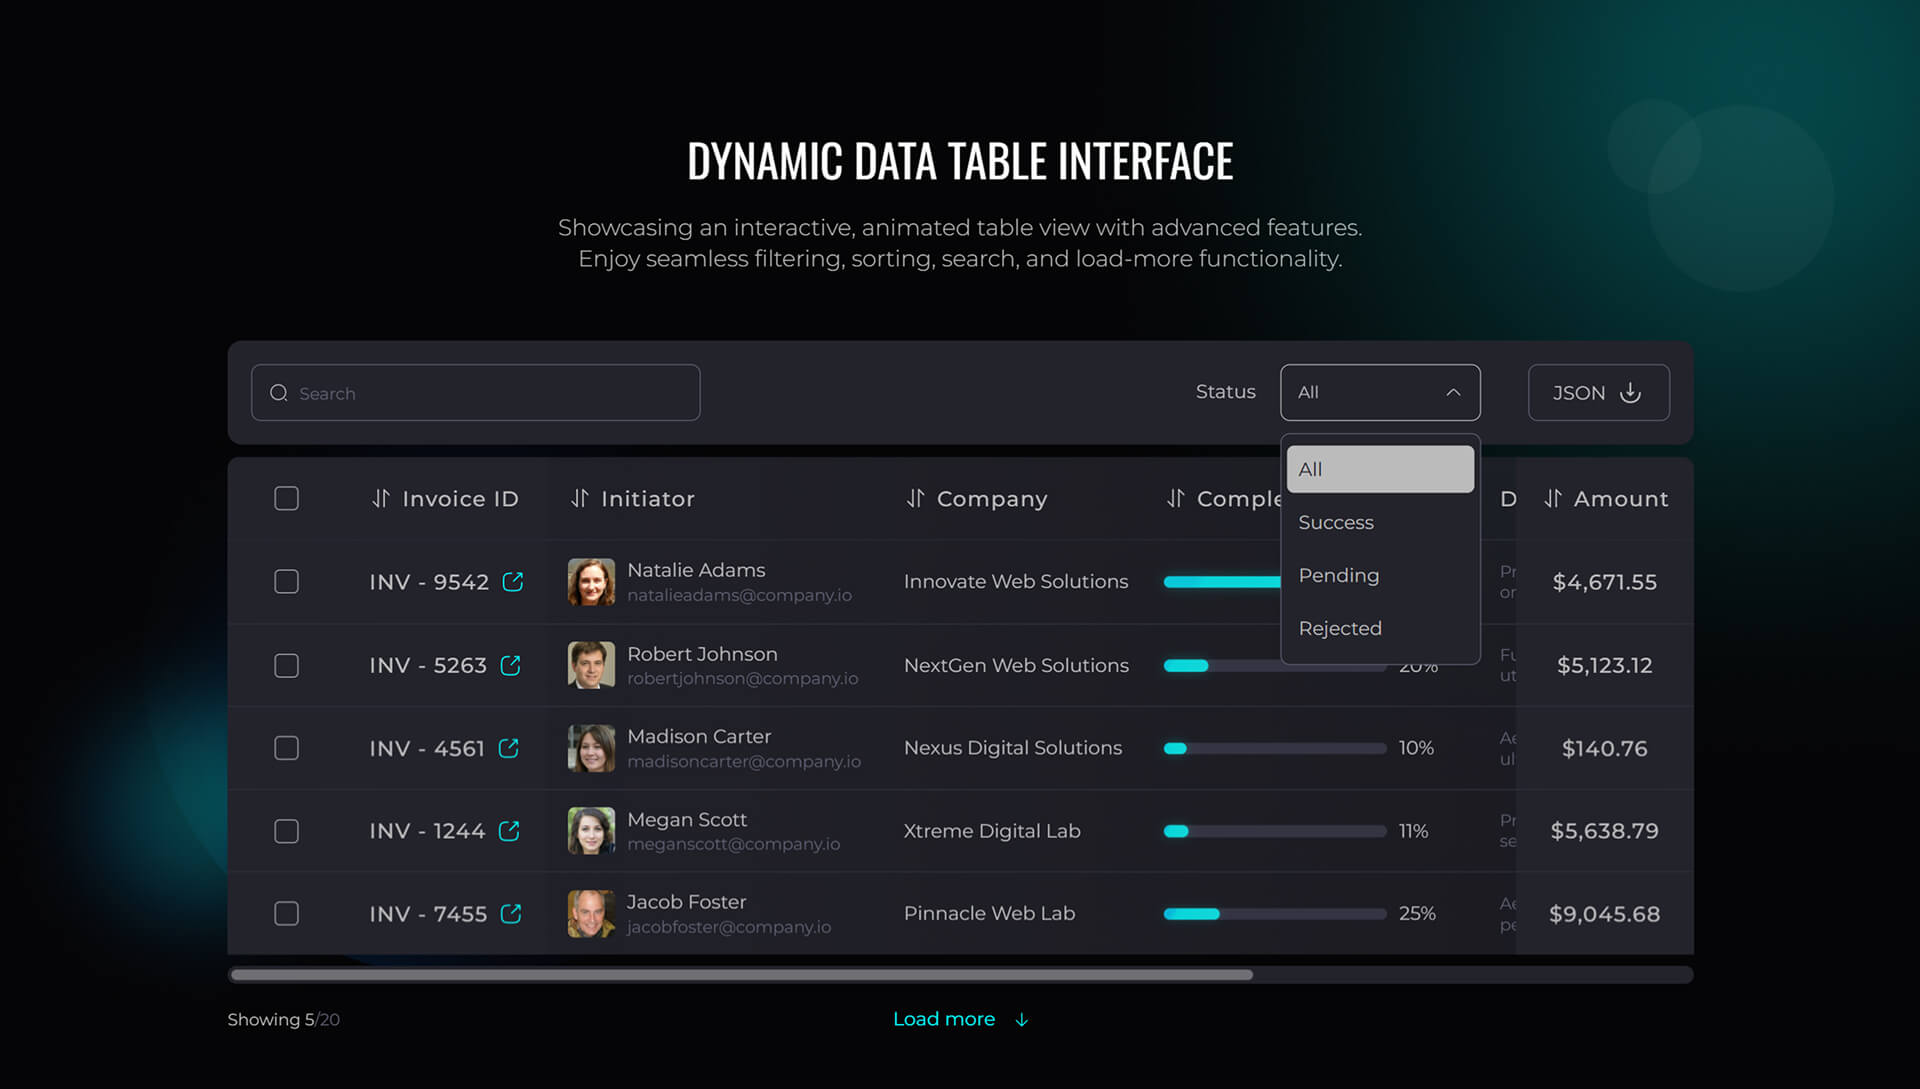 DYNAMIC DATA TABLE INTERFACE
Showcasing an interactive, animated table view with advanced features.
Enjoy seamless filtering, sorting, search, and load-more functionality.
Search
Status
All
JSON
All
Success
Pending
Rejected
Invoice ID
Initiator
Company
Comple
D
Amount
INV - 9542
Natalie Adams
natalieadams@company.io
Innovate Web Solutions
Pr
or
$4,671.55
INV - 5263
Robert Johnson
robertjohnson@company.io
NextGen Web Solutions
20%
Fu
ut
$5,123.12
INV - 4561
Madison Carter
madisoncarter@company.io
Nexus Digital Solutions
10%
Ae
ul
$140.76
INV - 1244
Megan Scott
meganscott@company.io
Xtreme Digital Lab
11%
Pr
se
$5,638.79
INV - 7455
Jacob Foster
jacobfoster@company.io
Pinnacle Web Lab
25%
Ae
pe
$9,045.68
Showing 5/20
Load more